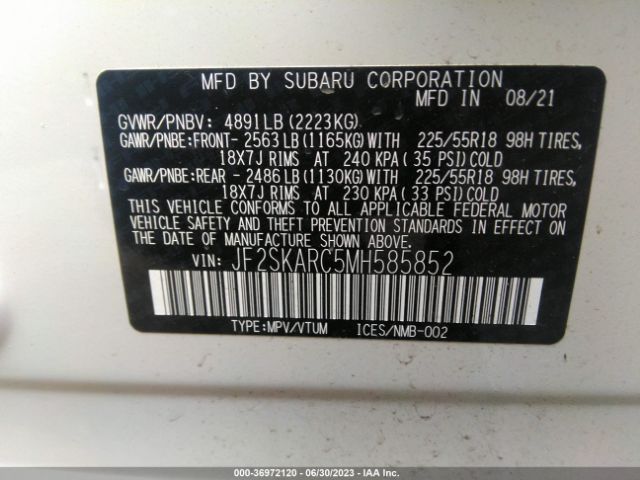 MFD BY SUBARU CORPORATION
MFD IN 08/21
GVWR/PNBV: 4891LB (2223KG)
GAWR/PNBE:FRONT- 2563LB(1165KG)WITH 225/55R18 98H TIRES,
18X7J RIMS AT 240 KPA( 35 PSI)COLD
GAWR/PNBE:REAR - 2486LB(1130KG)WITH 225/55R18 98H TIRES,
18X7J RIMS AT 230 KPA( 33 PSI)COLD
THIS VEHICLE CONFORMS TO ALL APPLICABLE FEDERAL MOTOR
VEHICLE SAFETY AND THEFT PREVENTION STANDARDS IN EFFECT ON
THE DATE OF MANUFACTURE SHOWN ABOVE.
VIN: JF2SKARC5MH585852
TYPE:MPV/VTUM ICES/NMB-002
000-36972120 - 06/30/2023 - IAA Inc.